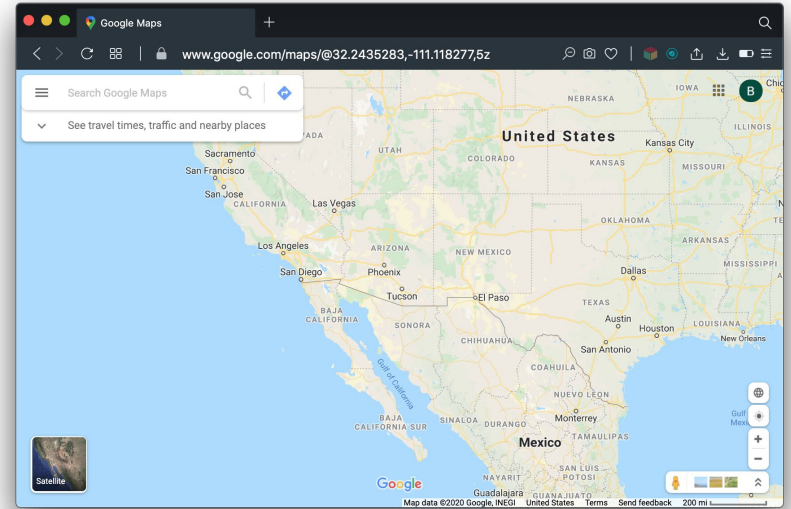 Google Maps
www.google.com/maps/@32.2435283,-111.118277,5z
Search Google Maps
See travel times, traffic and nearby places
B
IOWA
NEBRASKA
ILLINOIS
United States
Kansas City
UTAH
COLORADO
KANSAS
MISSOURI
Sacramento
San Francisco
San Jose
CALIFORNIA
Las Vegas
OKLAHOMA
ARKANSAS
Los Angeles
ARIZONA
NEW MEXICO
MISSISSIPPI
San Diego
Phoenix
Dallas
Tucson
El Paso
TEXAS
BAJA
CALIFORNIA
SONORA
Austin
Houston
LOUISIANA
New Orleans
CHIHUAHUA
San Antonio
COAHUILA
Gulf of California
NUEVO LEON
BAJA
CALIFORNIA SUR
SINALOA
DURANGO
Monterrey
Gulf
Mexico
TAMAULIPAS
SAN LUIS
POTOSI
Satellite
Google
NAYARIT
Guadalajara
GUANAJUATO
Map data ©2020 Google, INEGI United States Terms Send feedback 200 mi